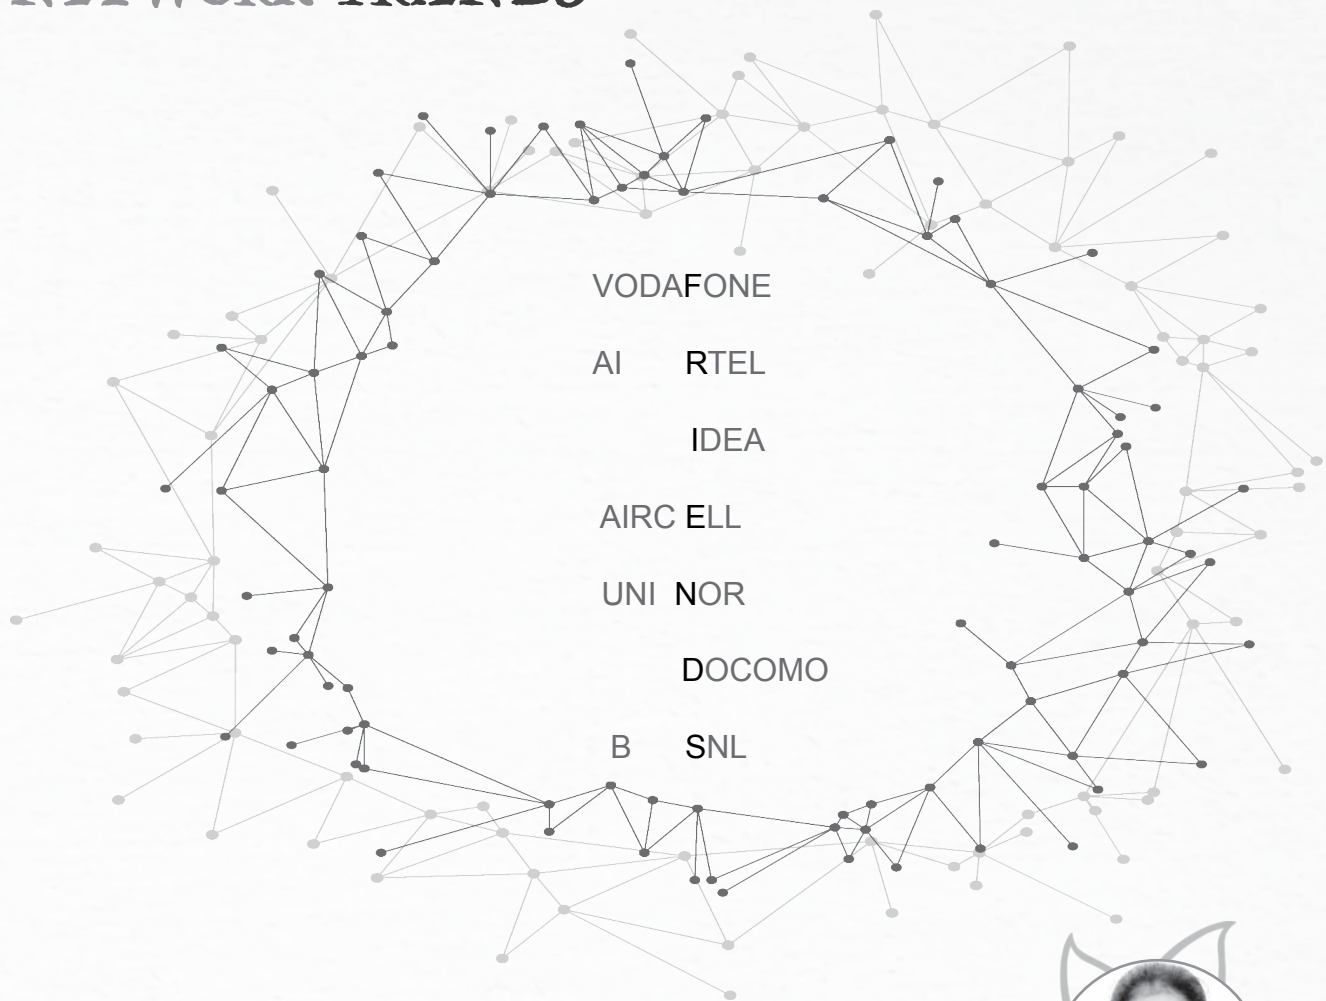 VODAFONE
AI RTEL
IDEA
AIRC ELL
UNI NOR
DOCOMO
B SNL